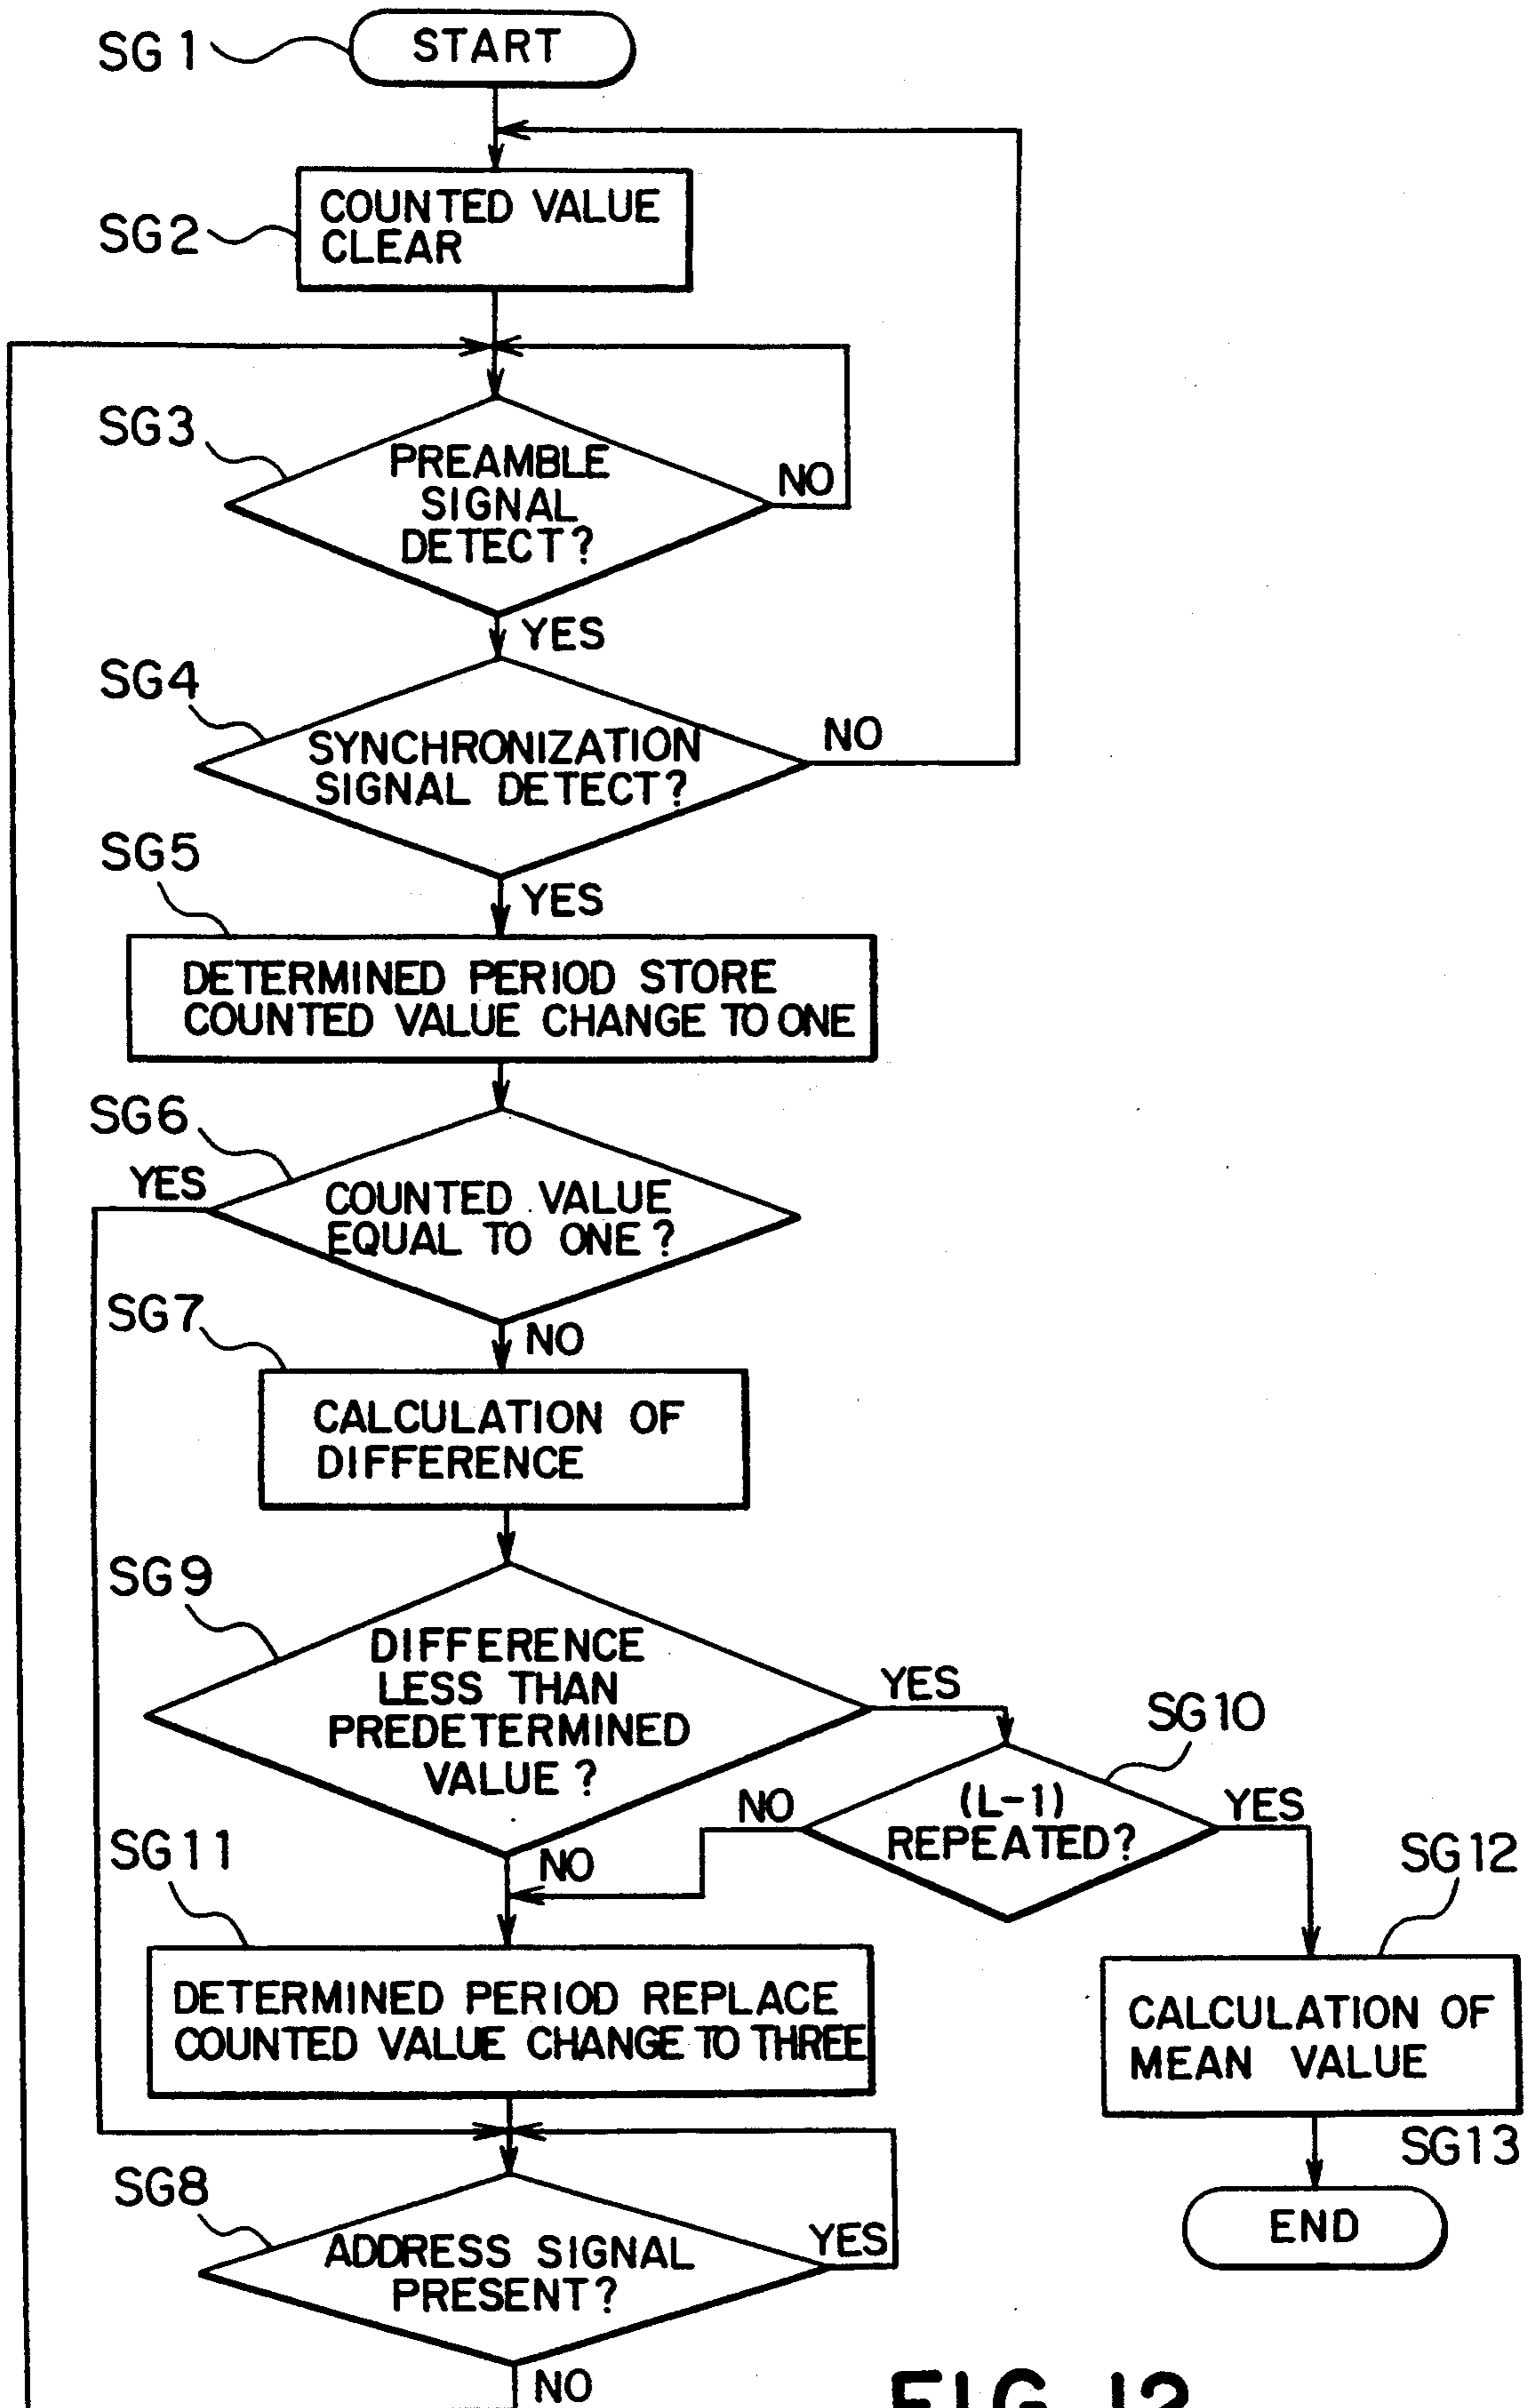 SG1
START
SG2
COUNTED VALUE
CLEAR
SG3
PREAMBLE
SIGNAL
DETECT?
NO
YES
SG4
SYNCHRONIZATION
SIGNAL DETECT?
NO
YES
SG5
DETERMINED PERIOD STORE
COUNTED VALUE CHANGE TO ONE
SG6
YES
COUNTED VALUE
EQUAL TO ONE?
NO
SG7
CALCULATION OF
DIFFERENCE
SG9
DIFFERENCE
LESS THAN
PREDETERMINED
VALUE?
YES
NO
SG10
(L-1)
REPEATED?
NO
YES
SG11
DETERMINED PERIOD REPLACE
COUNTED VALUE CHANGE TO THREE
SG12
CALCULATION OF
MEAN VALUE
SG13
END
SG8
ADDRESS SIGNAL
PRESENT?
YES
NO
FIG. 12